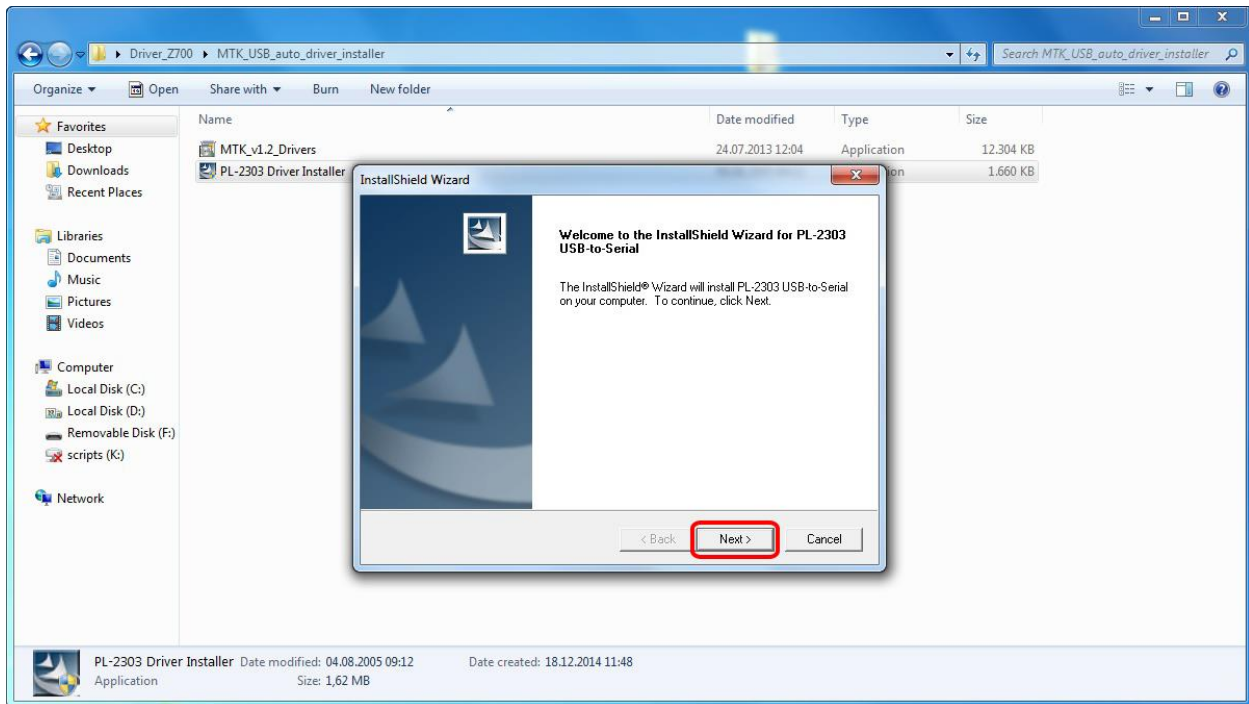 Driver_Z700 ▸ MTK_USB_auto_driver_installer
Search MTK_USB_auto_driver_installer
Organize Open Share with Burn New folder
Name Date modified Type Size
Favorites
Desktop
Downloads
Recent Places
Libraries
Documents
Music
Pictures
Videos
Computer
Local Disk (C:)
Local Disk (D:)
Removable Disk (F:)
scripts (K:)
Network
MTK_v1.2_Drivers 24.07.2013 12:04 Application 12.304 KB
PL-2303 Driver Installer ion 1.660 KB
InstallShield Wizard
Welcome to the InstallShield Wizard for PL-2303
USB-to-Serial
The InstallShield® Wizard will install PL-2303 USB-to-Serial
on your computer. To continue, click Next.
< Back Next > Cancel
PL-2303 Driver Installer Date modified: 04.08.2005 09:12 Date created: 18.12.2014 11:48
Application Size: 1,62 MB